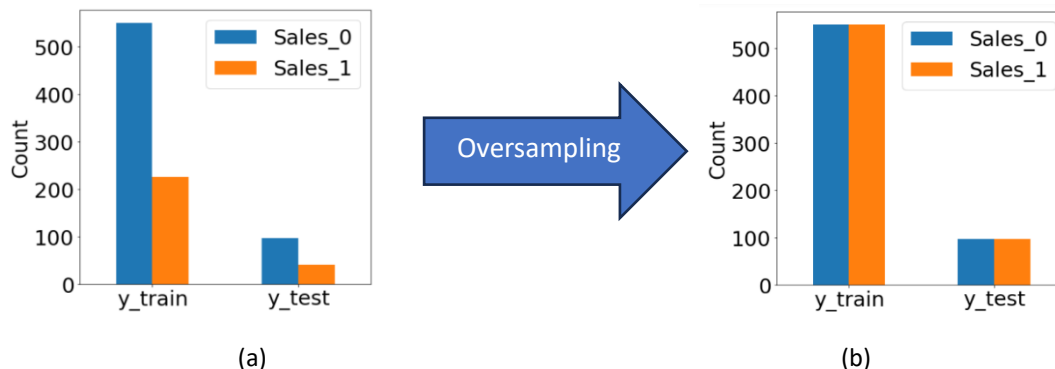 500
400
300
200
100
0
Count
Sales_0
Sales_1
y_train
y_test
(a)
Oversampling
500
400
300
200
100
0
Count
Sales_0
Sales_1
y_train
y_test
(b)